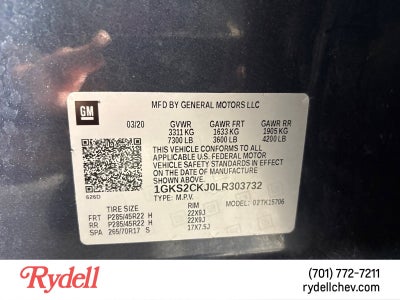 GM
MFD BY GENERAL MOTORS LLC
03/20 GVWR GAWR FRT GAWR RR
3311 KG 1633 KG 1905 KG
7300 LB 3600 LB 4200 LB
THIS VEHICLE CONFORMS TO ALL
APPLICABLE U.S. FEDERAL MOTOR
VEHICLE SAFETY STANDARDS IN EFFECT
ON THE DATE OF MANUFACTURE SHOWN ABOVE.
1GKS2CKJ0LR303732
626D TYPE: M.P.V. MODEL: 02TK15706
TIRE SIZE RIM
FRT P285/45R22 H 22X9J
RR P285/45R22 H 22X9J
SPA 265/70R17 S 17X7.5J
Rydell
(701) 772-7211
rydellchev.com